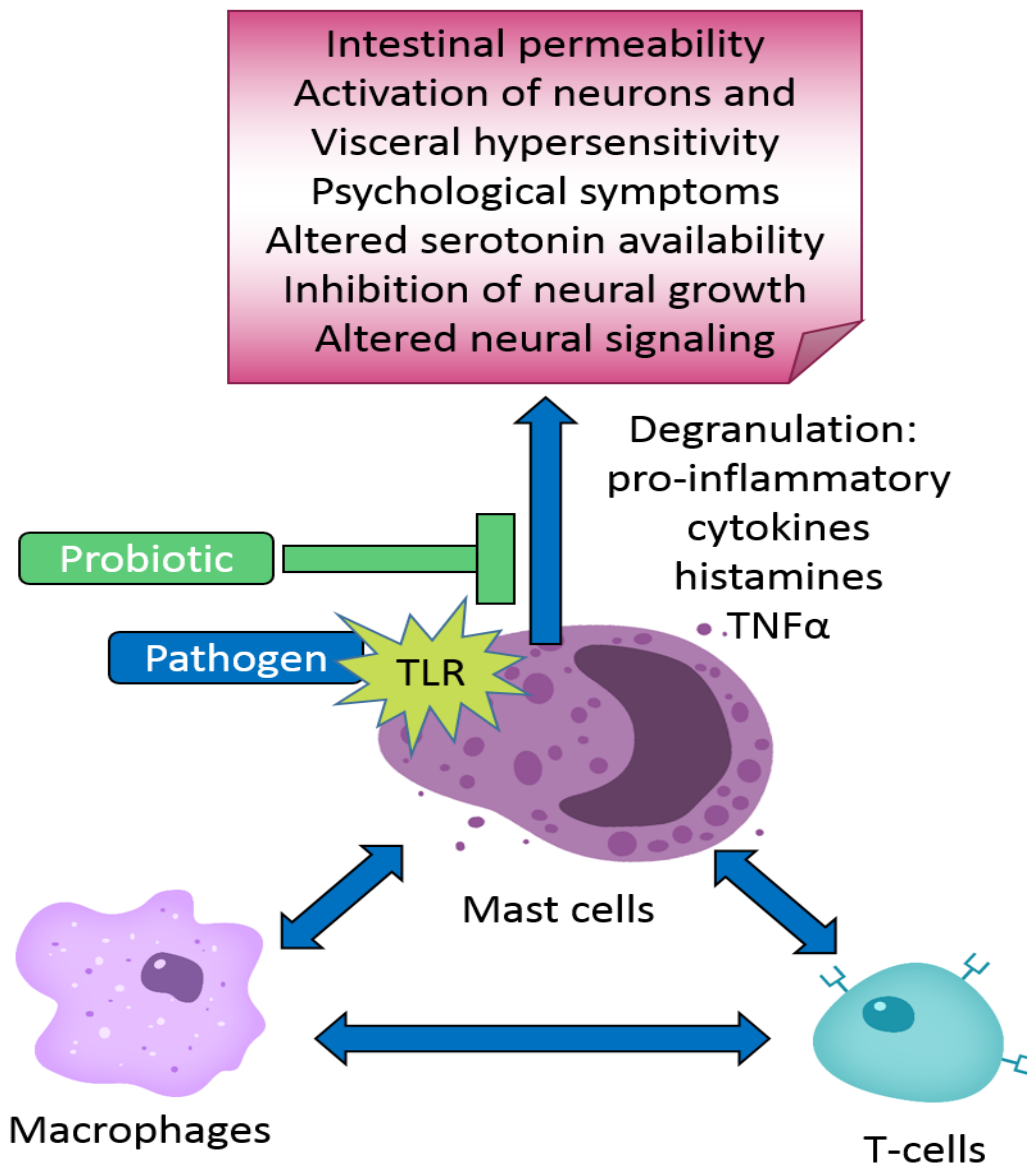 Intestinal permeability
Activation of neurons and
Visceral hypersensitivity
Psychological symptoms
Altered serotonin availability
Inhibition of neural growth
Altered neural signaling
Degranulation:
pro-inflammatory
cytokines
histamines
TNFα
Probiotic
Pathogen
TLR
Mast cells
Macrophages
T-cells